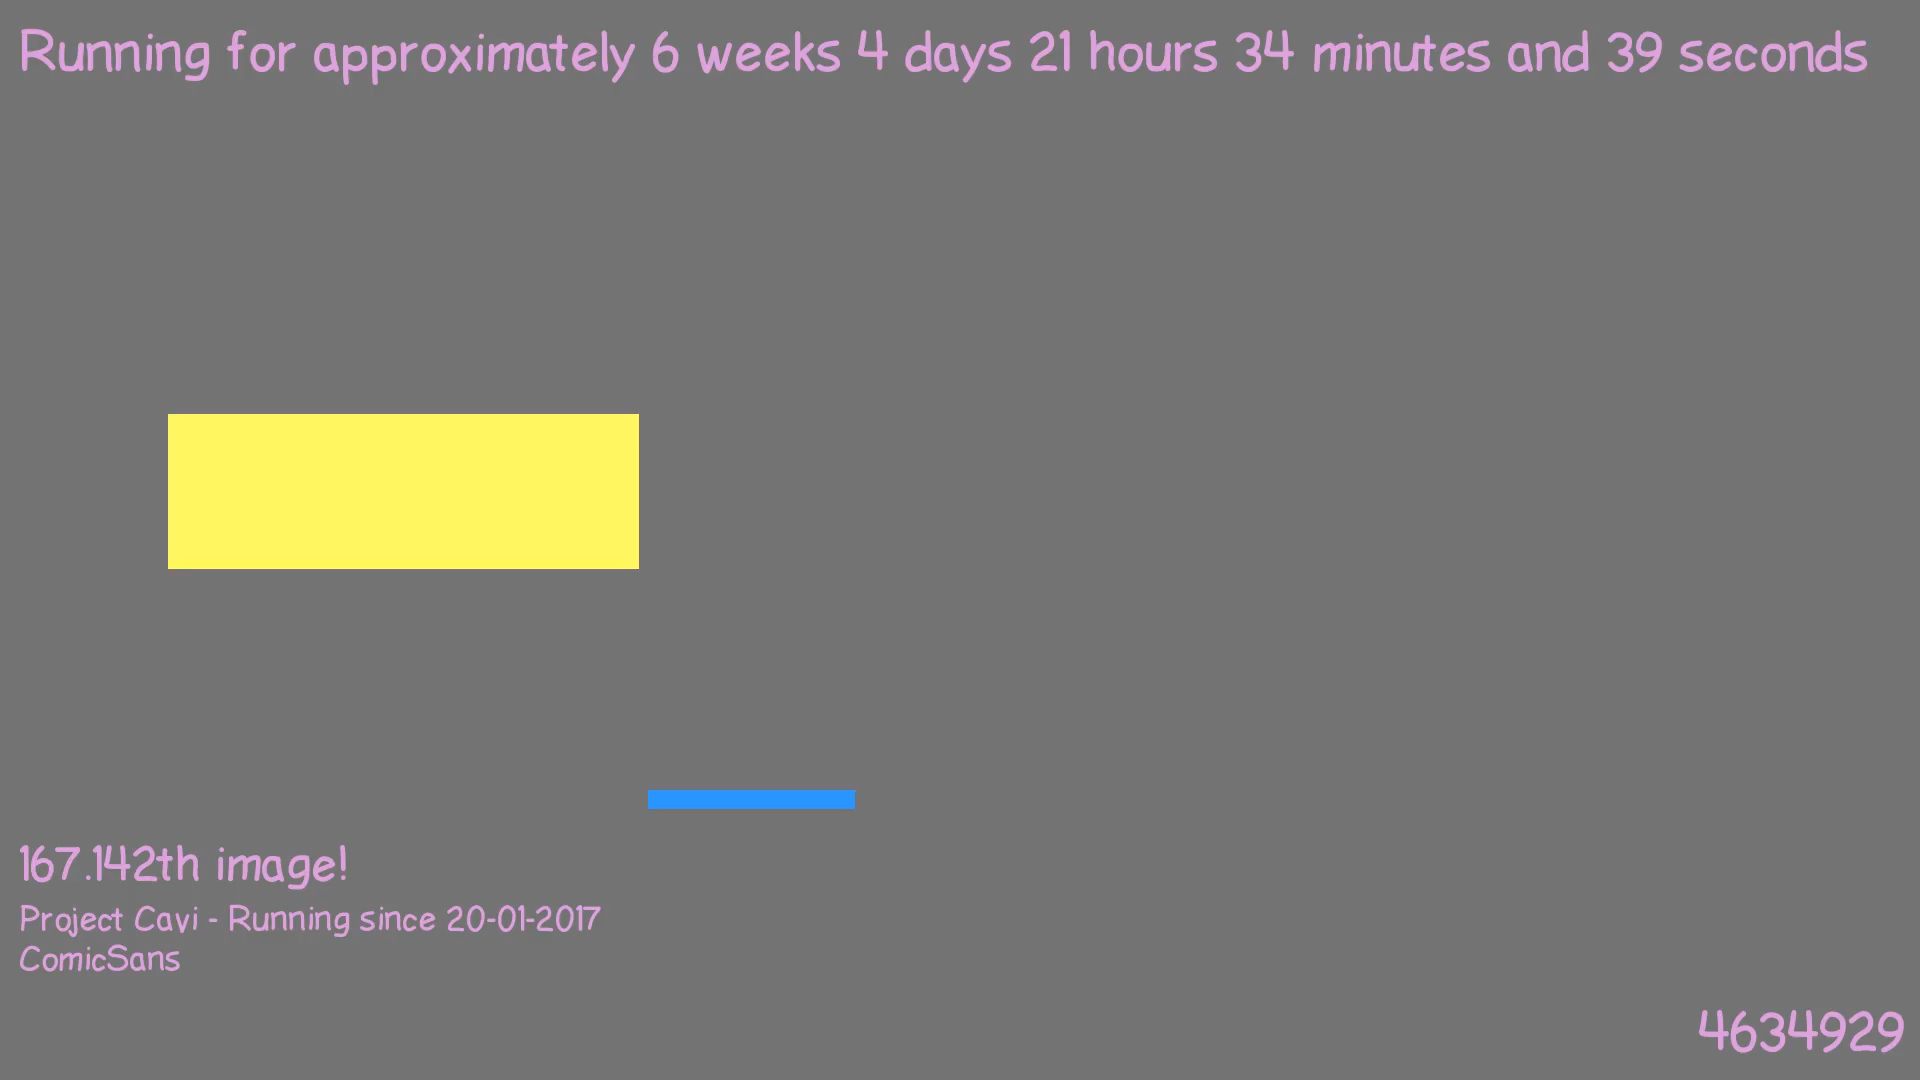 Running for approximately 6 weeks 4 days 21 hours 34 minutes and 39 seconds
167.142th image!
Project Cavi - Running since 20-01-2017
ComicSans
4634929